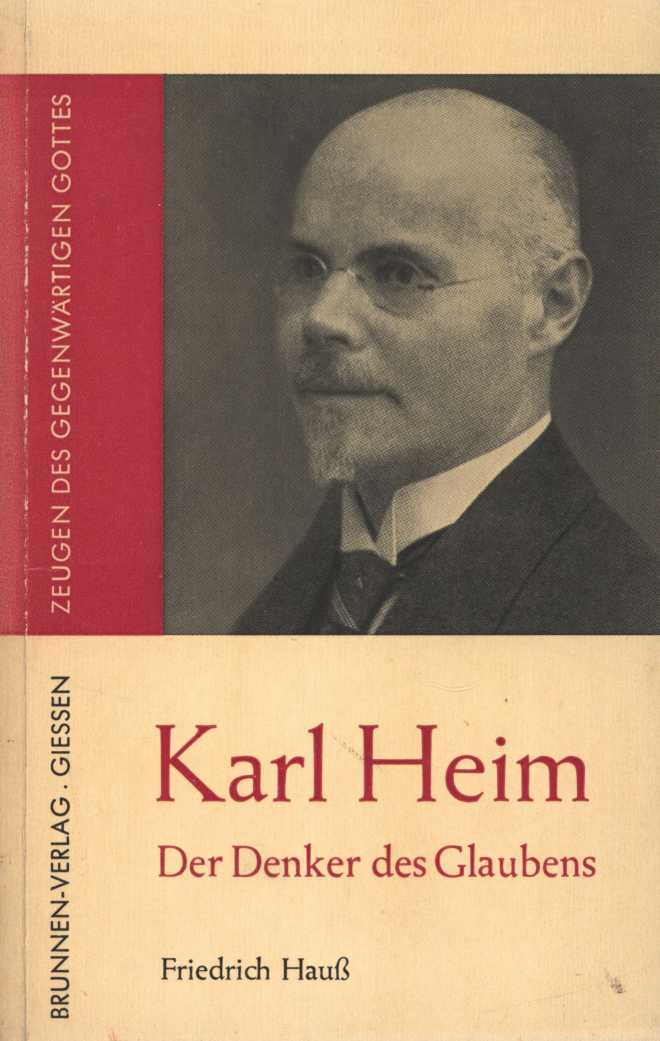 ZEUGEN DES GEGENWÄRTIGEN GOTTES
BRUNNEN-VERLAG . GIESSEN
Karl Heim
Der Denker des Glaubens
Friedrich Hauß